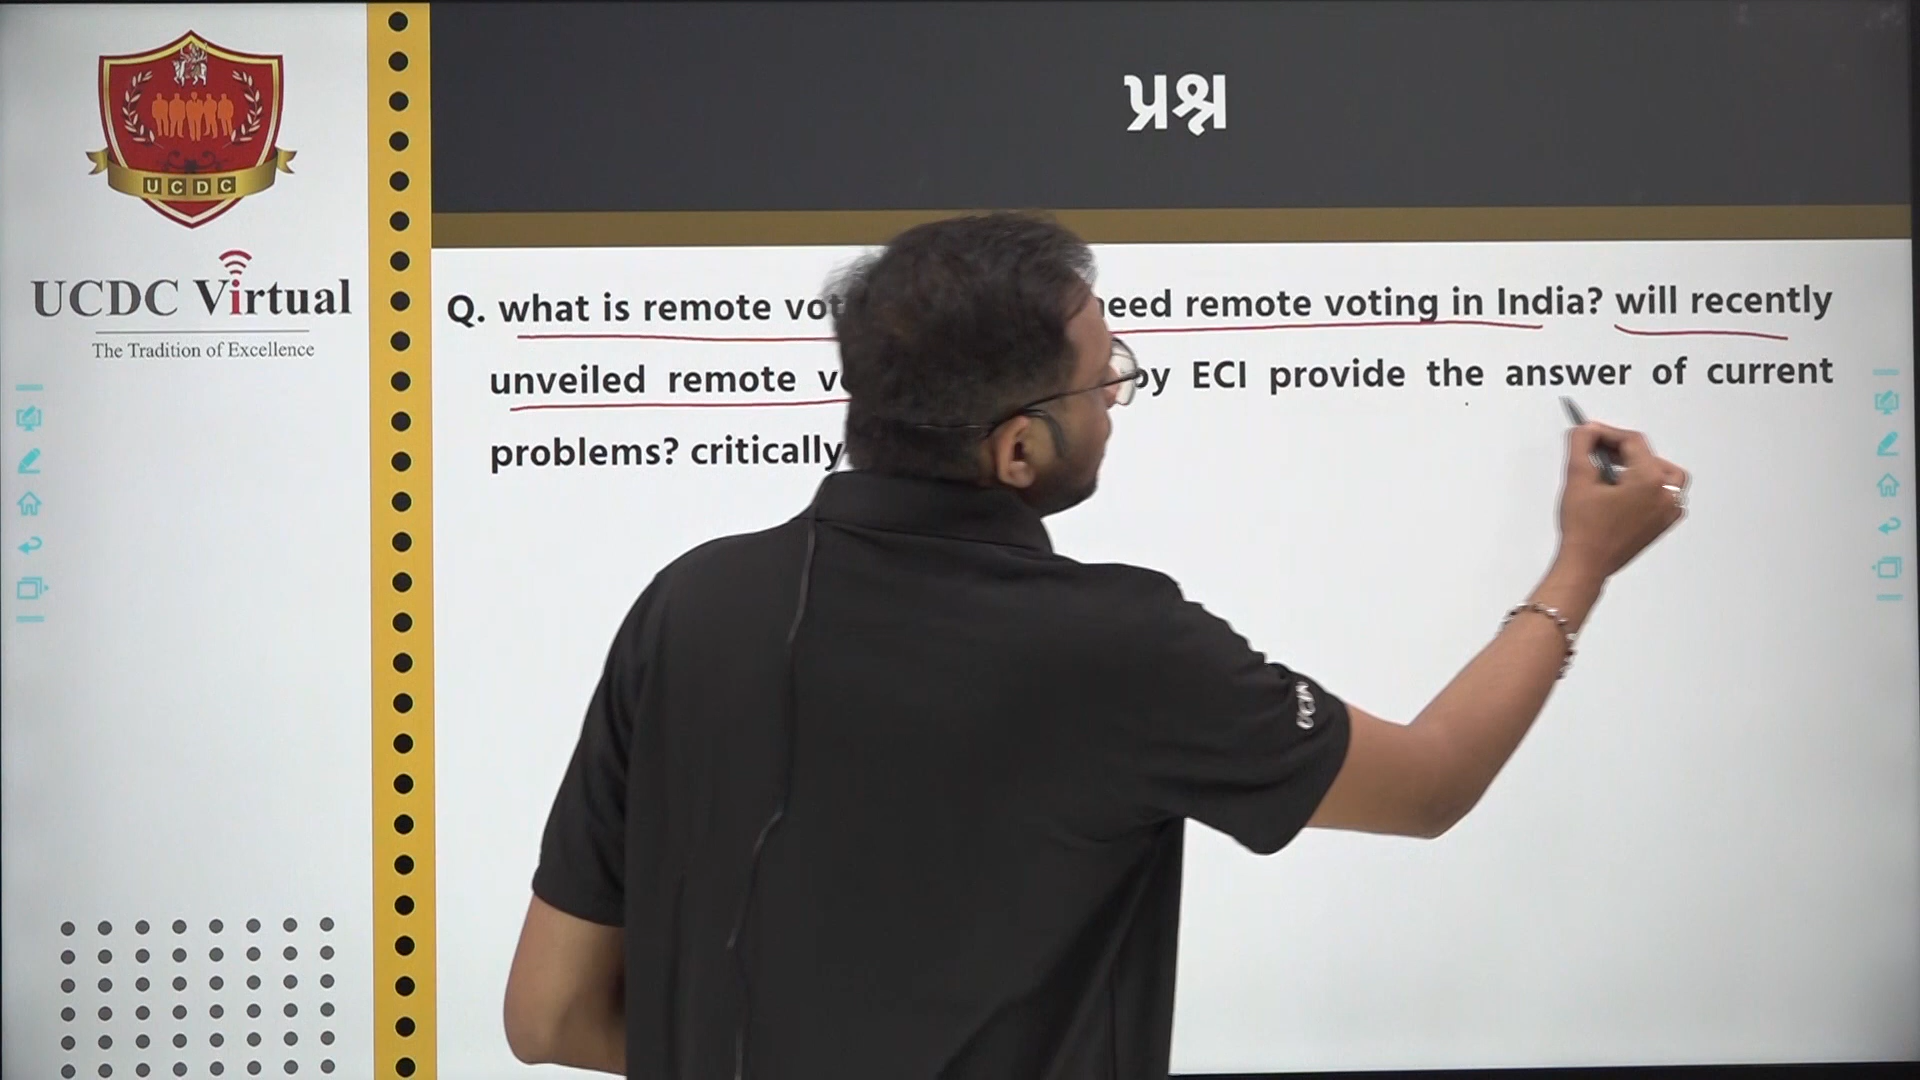 પ્રશ્ન
UCDC
UCDC Virtual
The Tradition of Excellence
Q. what is remote need remote voting in India? will recently
unveiled remote by ECI provide the answer of current
problems? critically